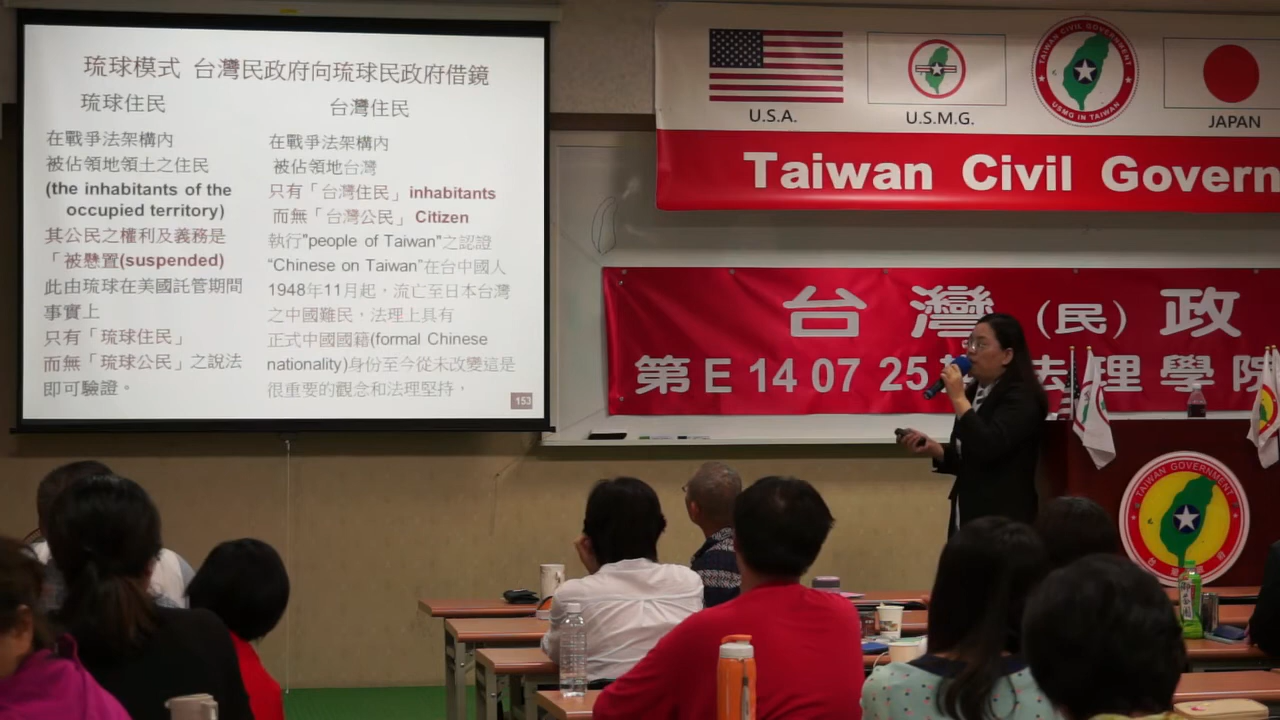 琉球模式 台灣民政府向琉球民政府借鏡
琉球住民
在戰爭法架構內
被佔領地領土之住民
(the inhabitants of the
occupied territory)
其公民之權利及義務是
「被懸置(suspended)
此由琉球在美國託管期間
事實上
只有「琉球住民」
而無「琉球公民」之說法
即可驗證。
台灣住民
在戰爭法架構內
被佔領地台灣
只有「台灣住民」inhabitants
而無「台灣公民」Citizen
執行"people of Taiwan"之認證
“Chinese on Taiwan”在台中國人
1948年11月起，流亡至日本台灣
之中國難民，法理上具有
正式中國國籍(formal Chinese
nationality)身份至今從未改變這是
很重要的觀念和法理堅持，
153
U.S.A.
U.S.M.G.
TAIWAN CIVIL GOVERNMENT
USMG IN TAIWAN
JAPAN
Taiwan Civil Govern
台灣（民）政
第E 14 07 25 法理學院
TAIWAN GOVERNMENT